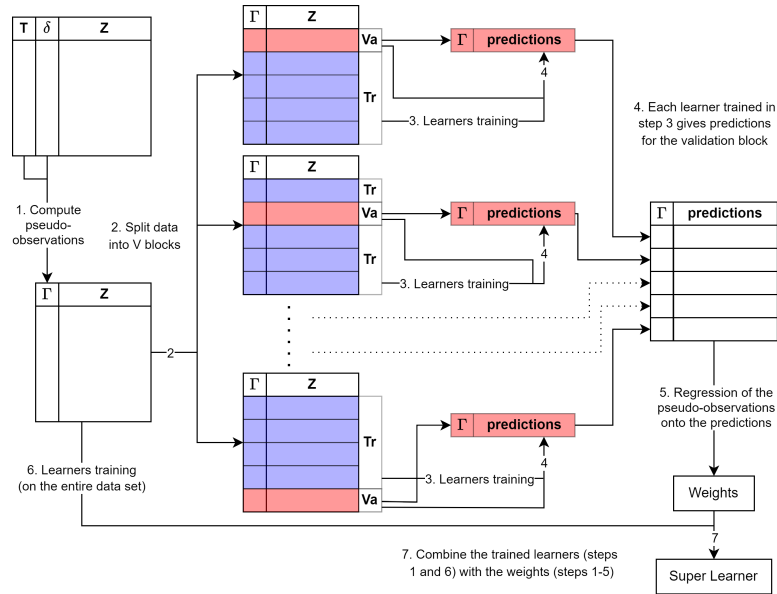 T δ Z
1. Compute
pseudo-
observations
Γ Z
2. Split data
into V blocks
2
6. Learners training
(on the entire data set)
Γ Z
Va
Tr
3. Learners training
4
Γ predictions
Γ Z
Tr
Va
Tr
3. Learners training
4
Γ predictions
Γ Z
Tr
Va
3. Learners training
4
Γ predictions
4. Each learner trained in
step 3 gives predictions
for the validation block
Γ predictions
5. Regression of the
pseudo-observations
onto the predictions
Weights
7
7. Combine the trained learners (steps
1 and 6) with the weights (steps 1-5)
Super Learner